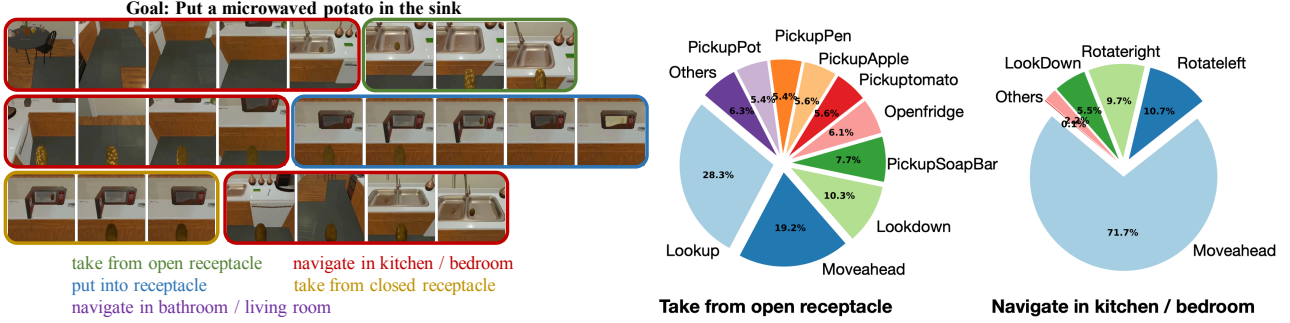 Goal: Put a microwaved potato in the sink
take from open receptacle
navigate in kitchen / bedroom
put into receptacle
take from closed receptacle
navigate in bathroom / living room
PickupPen
PickupPot
PickupApple
Others
Pickuptomato
Openfridge
PickupSoapBar
Lookdown
Moveahead
Lookup
5.4%
5.4%
5.6%
6.3%
5.6%
6.1%
7.7%
28.3%
10.3%
19.2%
Take from open receptacle
Rotateright
LookDown
Rotateleft
Others
Moveahead
9.7%
5.5%
10.7%
2.2%
0.1%
71.7%
Navigate in kitchen / bedroom